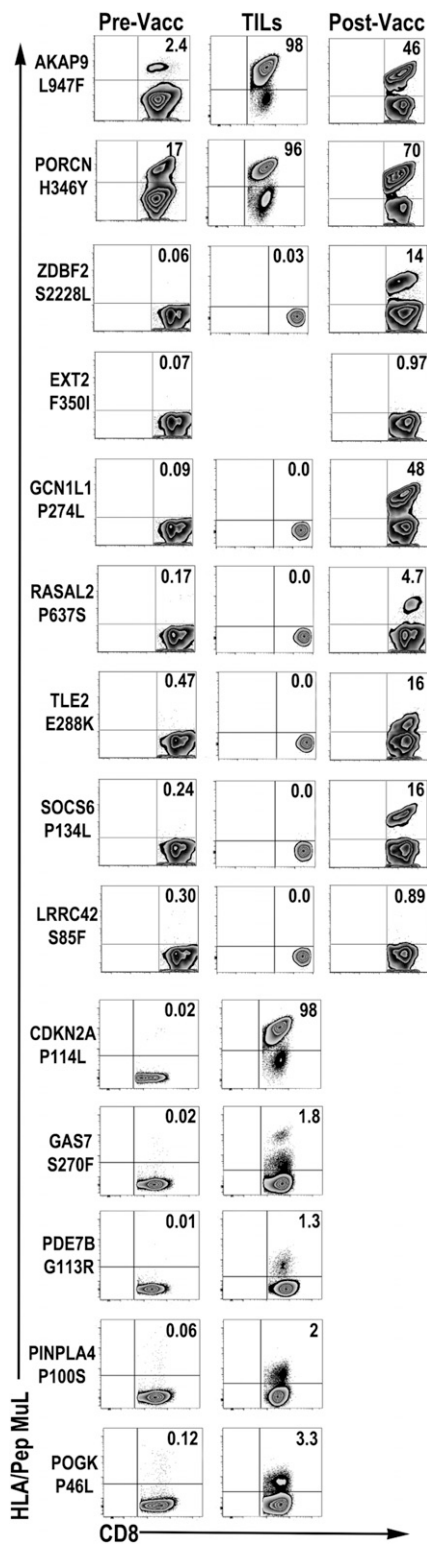 Pre-Vacc TILs Post-Vacc
AKAP9 2.4 98 46
L947F
PORCN 17 96 70
H346Y
ZDBF2 0.06 0.03 14
S2228L
EXT2 0.07 0.97
F350I
GCN1L1 0.09 0.0 48
P274L
RASAL2 0.17 0.0 4.7
P637S
TLE2 0.47 0.0 16
E288K
SOCS6 0.24 0.0 16
P134L
LRRC42 0.30 0.0 0.89
S85F
CDKN2A 0.02 98
P114L
GAS7 0.02 1.8
S270F
PDE7B 0.01 1.3
G113R
PINPLA4 0.06 2
P100S
POGK 0.12 3.3
P46L
HLA/Pep MuL
CD8